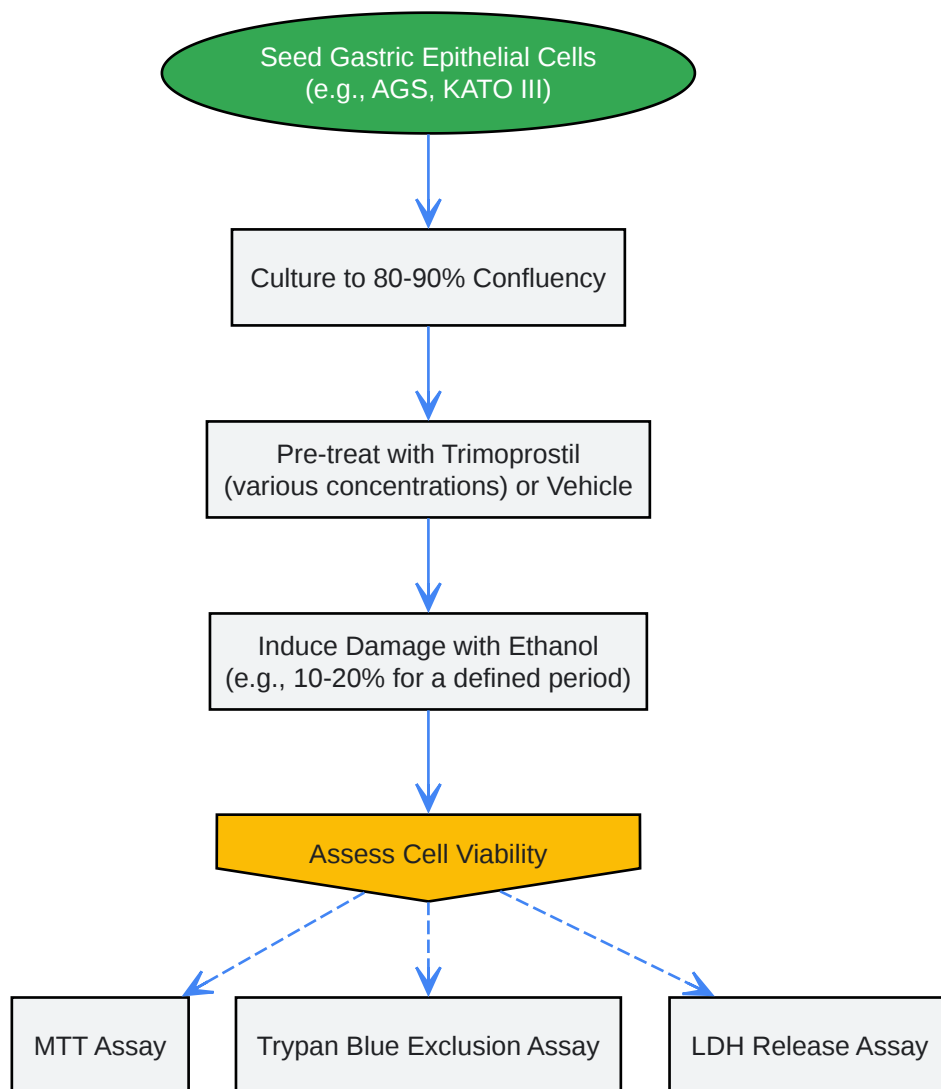 Seed Gastric Epithelial Cells
(e.g., AGS, KATO III)
Culture to 80-90% Confluency
Pre-treat with Trimoprostil
(various concentrations) or Vehicle
Induce Damage with Ethanol
(e.g., 10-20% for a defined period)
Assess Cell Viability
MTT Assay
Trypan Blue Exclusion Assay
LDH Release Assay